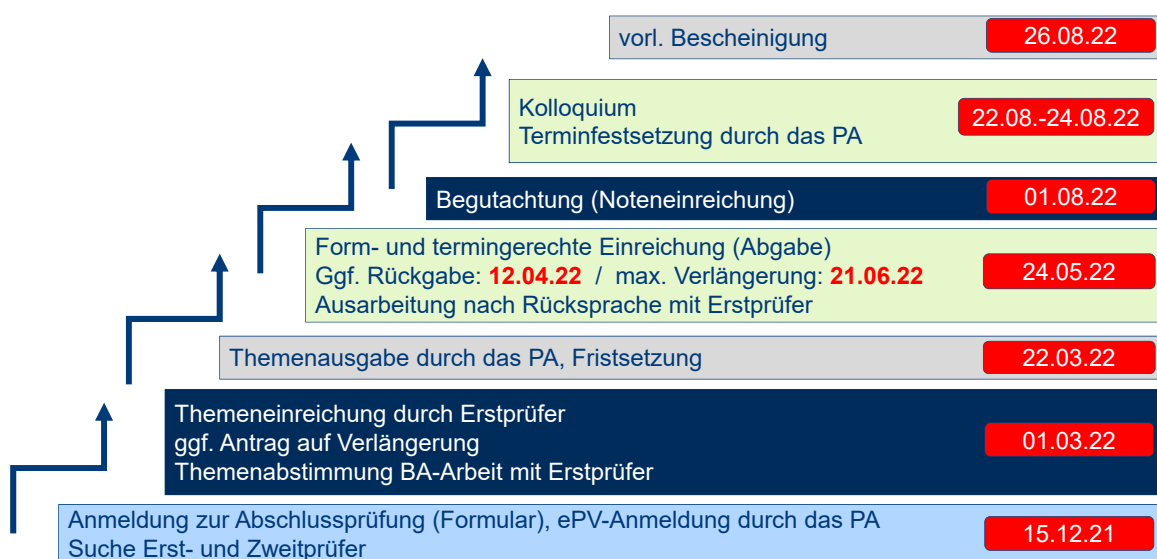 vorl. Bescheinigung 26.08.22
Kolloquium
Terminfestsetzung durch das PA 22.08.-24.08.22
Begutachtung (Noteneinreichung) 01.08.22
Form- und termingerechte Einreichung (Abgabe)
Ggf. Rückgabe: 12.04.22 / max. Verlängerung: 21.06.22 24.05.22
Ausarbeitung nach Rücksprache mit Erstprüfer
Themenausgabe durch das PA, Fristsetzung 22.03.22
Themeneinreichung durch Erstprüfer
ggf. Antrag auf Verlängerung 01.03.22
Themenabstimmung BA-Arbeit mit Erstprüfer
Anmeldung zur Abschlussprüfung (Formular), ePV-Anmeldung durch das PA 15.12.21
Suche Erst- und Zweitprüfer